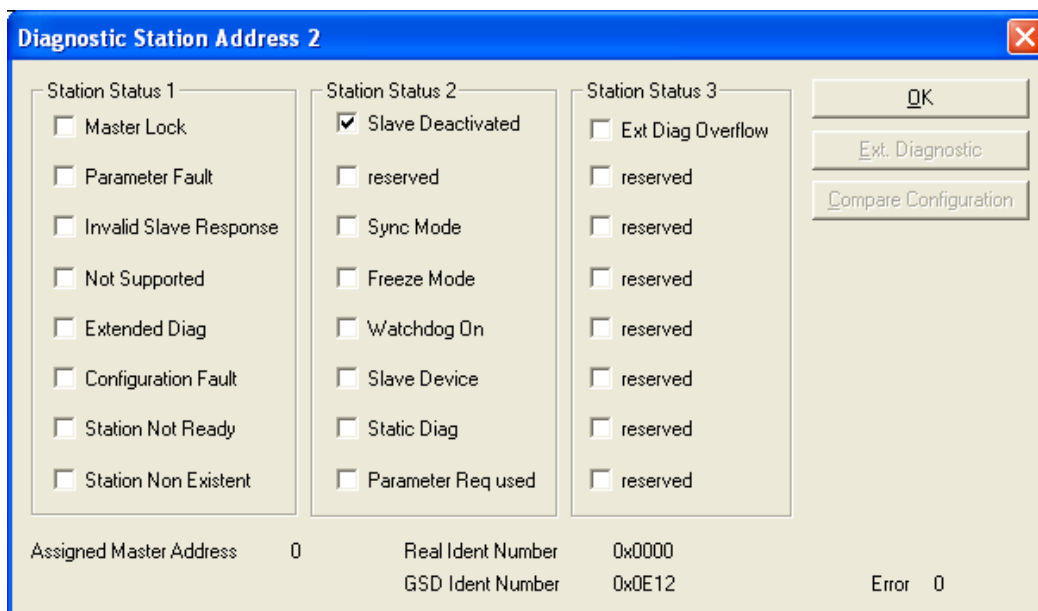 Diagnostic Station Address 2
Station Status 1
Master Lock
Parameter Fault
Invalid Slave Response
Not Supported
Extended Diag
Configuration Fault
Station Not Ready
Station Non Existent
Station Status 2
Slave Deactivated
reserved
Sync Mode
Freeze Mode
Watchdog On
Slave Device
Static Diag
Parameter Req used
Station Status 3
Ext Diag Overflow
reserved
reserved
reserved
reserved
reserved
reserved
reserved
OK
Ext. Diagnostic
Compare Configuration
Assigned Master Address 0
Real Ident Number 0x0000
GSD Ident Number 0x0E12
Error 0